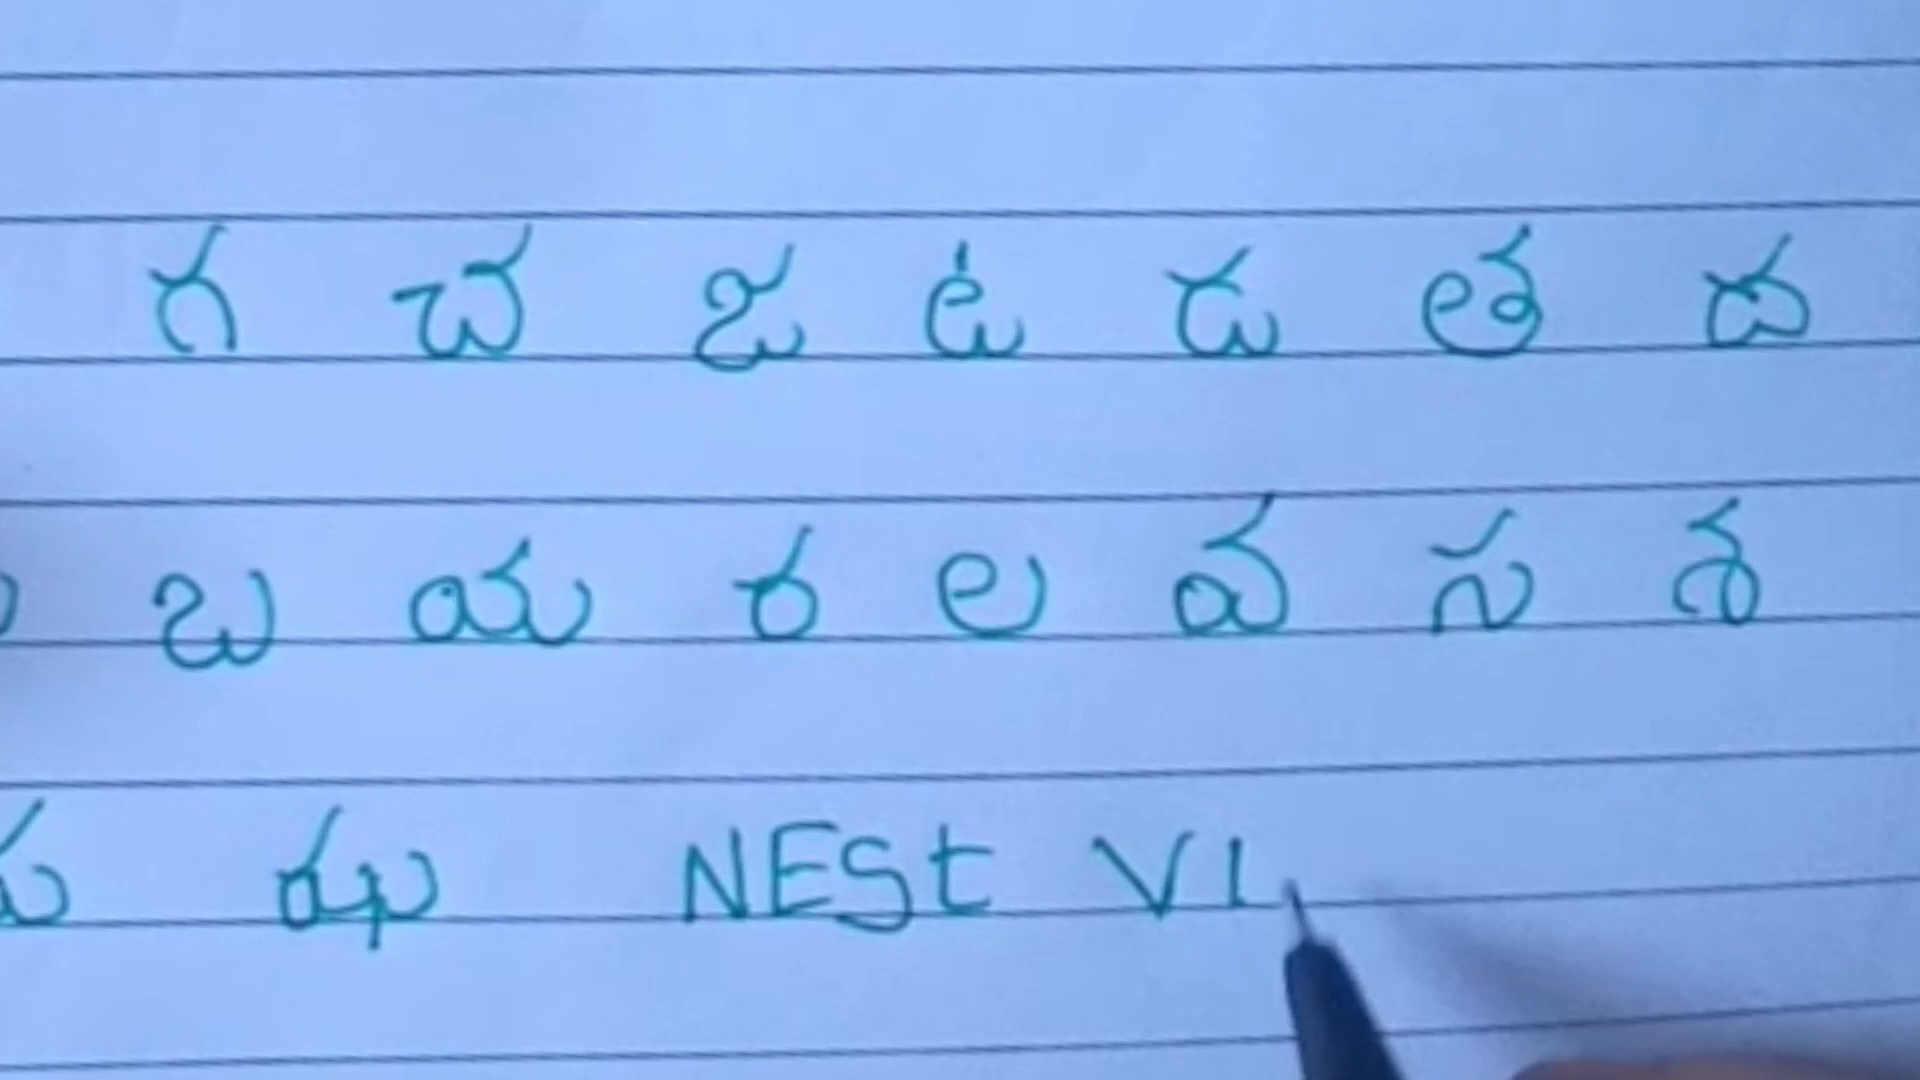 గ చ జ ట డ త ద
బ య ర ల వ స శ
ఝ NESt VI